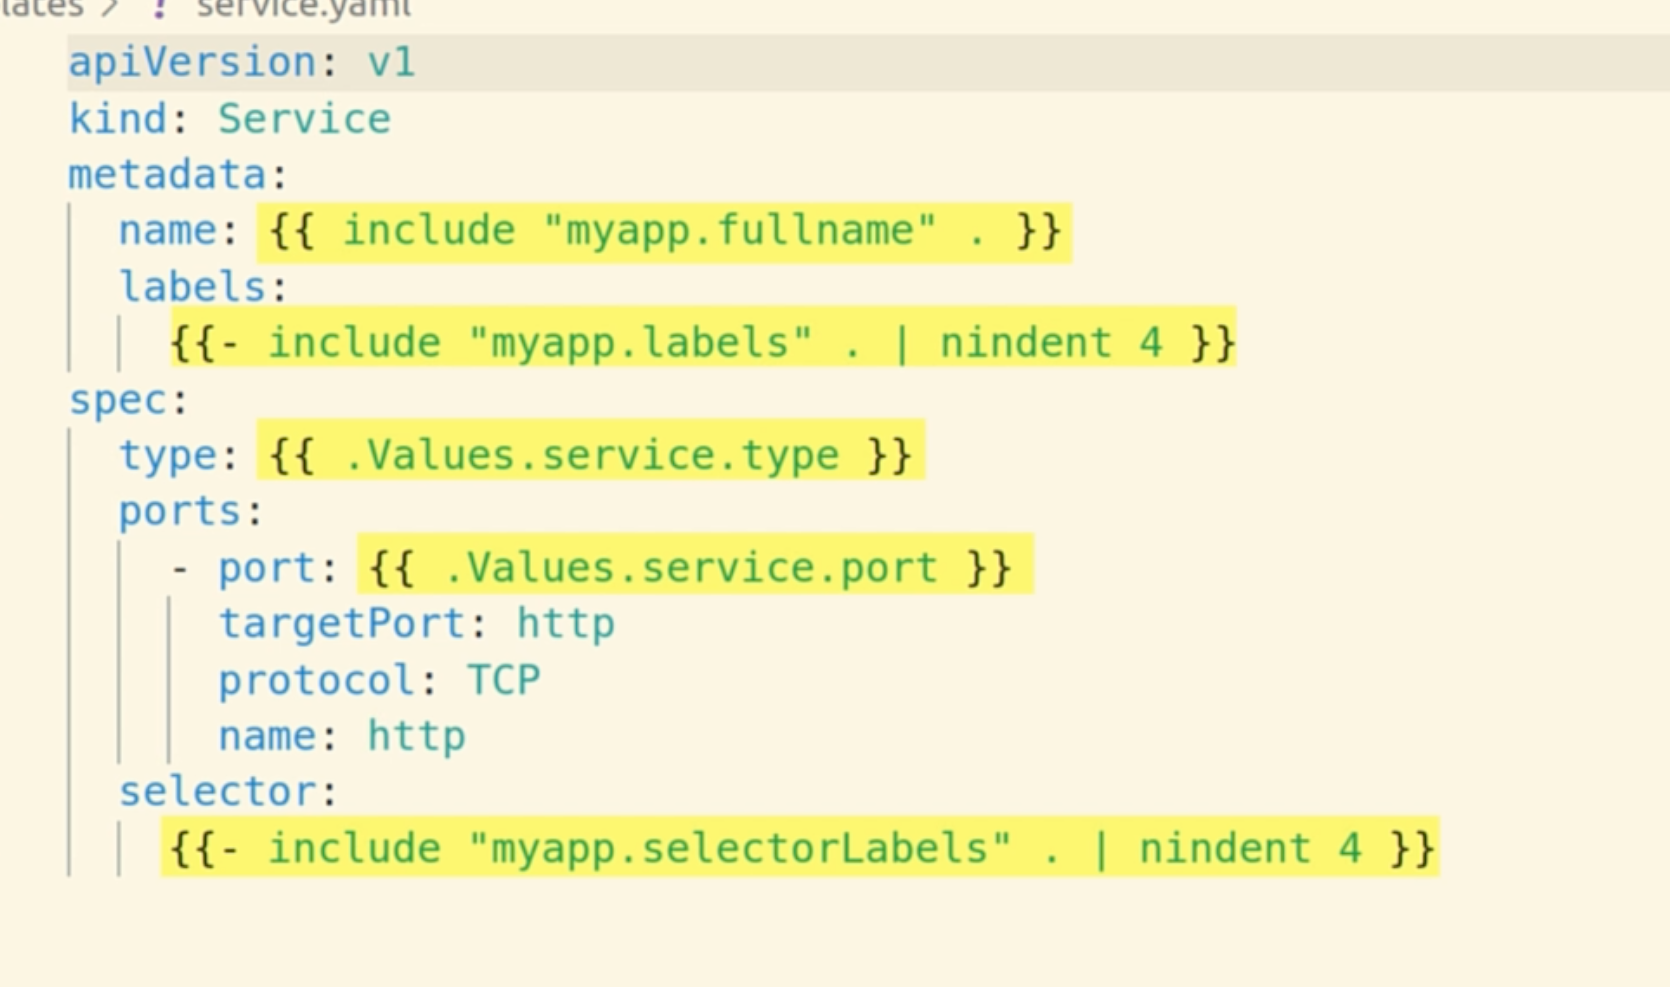 lates > ! service.yaml
apiVersion: v1
kind: Service
metadata:
  name: {{ include "myapp.fullname" . }}
  labels:
    {{- include "myapp.labels" . | nindent 4 }}
spec:
  type: {{ .Values.service.type }}
  ports:
    - port: {{ .Values.service.port }}
      targetPort: http
      protocol: TCP
      name: http
  selector:
    {{- include "myapp.selectorLabels" . | nindent 4 }}